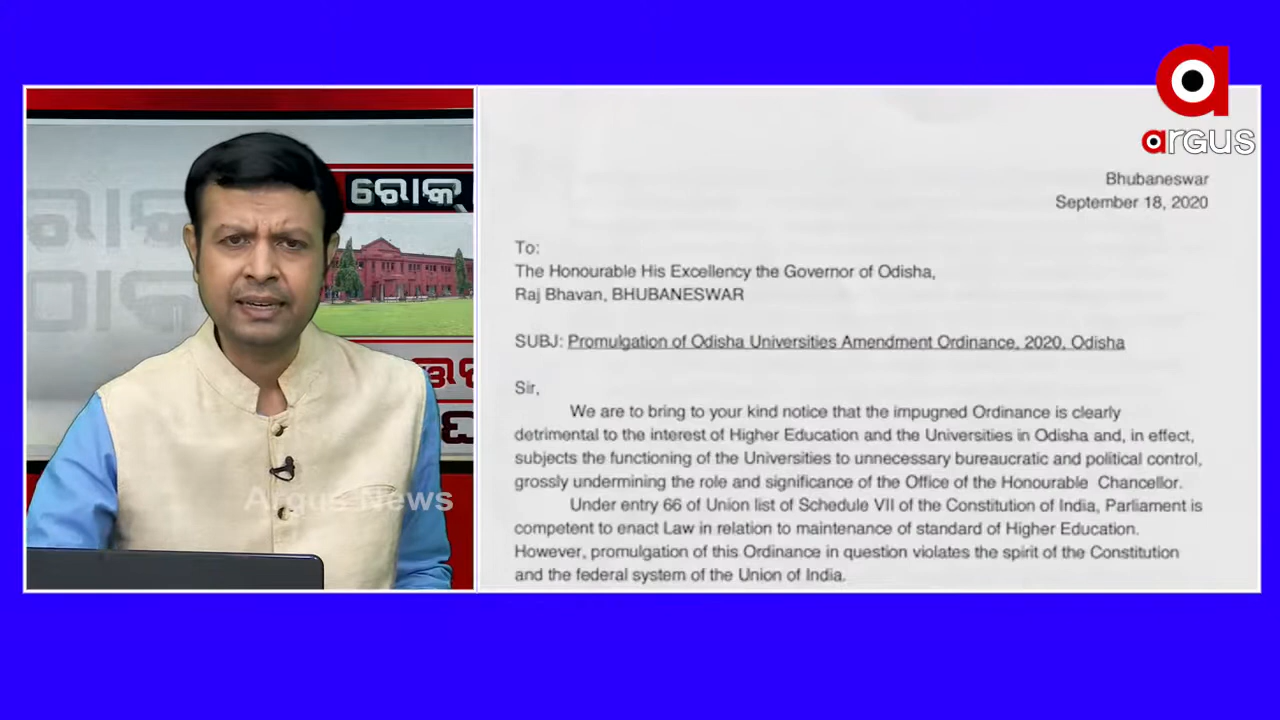 argus
ରୋକ୍
ରୋକ
ଠୋକ
Argus News
Bhubaneswar
September 18, 2020
To:
The Honourable His Excellency the Governor of Odisha,
Raj Bhavan, BHUBANESWAR
SUBJ: Promulgation of Odisha Universities Amendment Ordinance, 2020, Odisha
Sir,
We are to bring to your kind notice that the impugned Ordinance is clearly
detrimental to the interest of Higher Education and the Universities in Odisha and, in effect,
subjects the functioning of the Universities to unnecessary bureaucratic and political control,
grossly undermining the role and significance of the Office of the Honourable Chancellor.
Under entry 66 of Union list of Schedule VII of the Constitution of India, Parliament is
competent to enact Law in relation to maintenance of standard of Higher Education.
However, promulgation of this Ordinance in question violates the spirit of the Constitution
and the federal system of the Union of India.